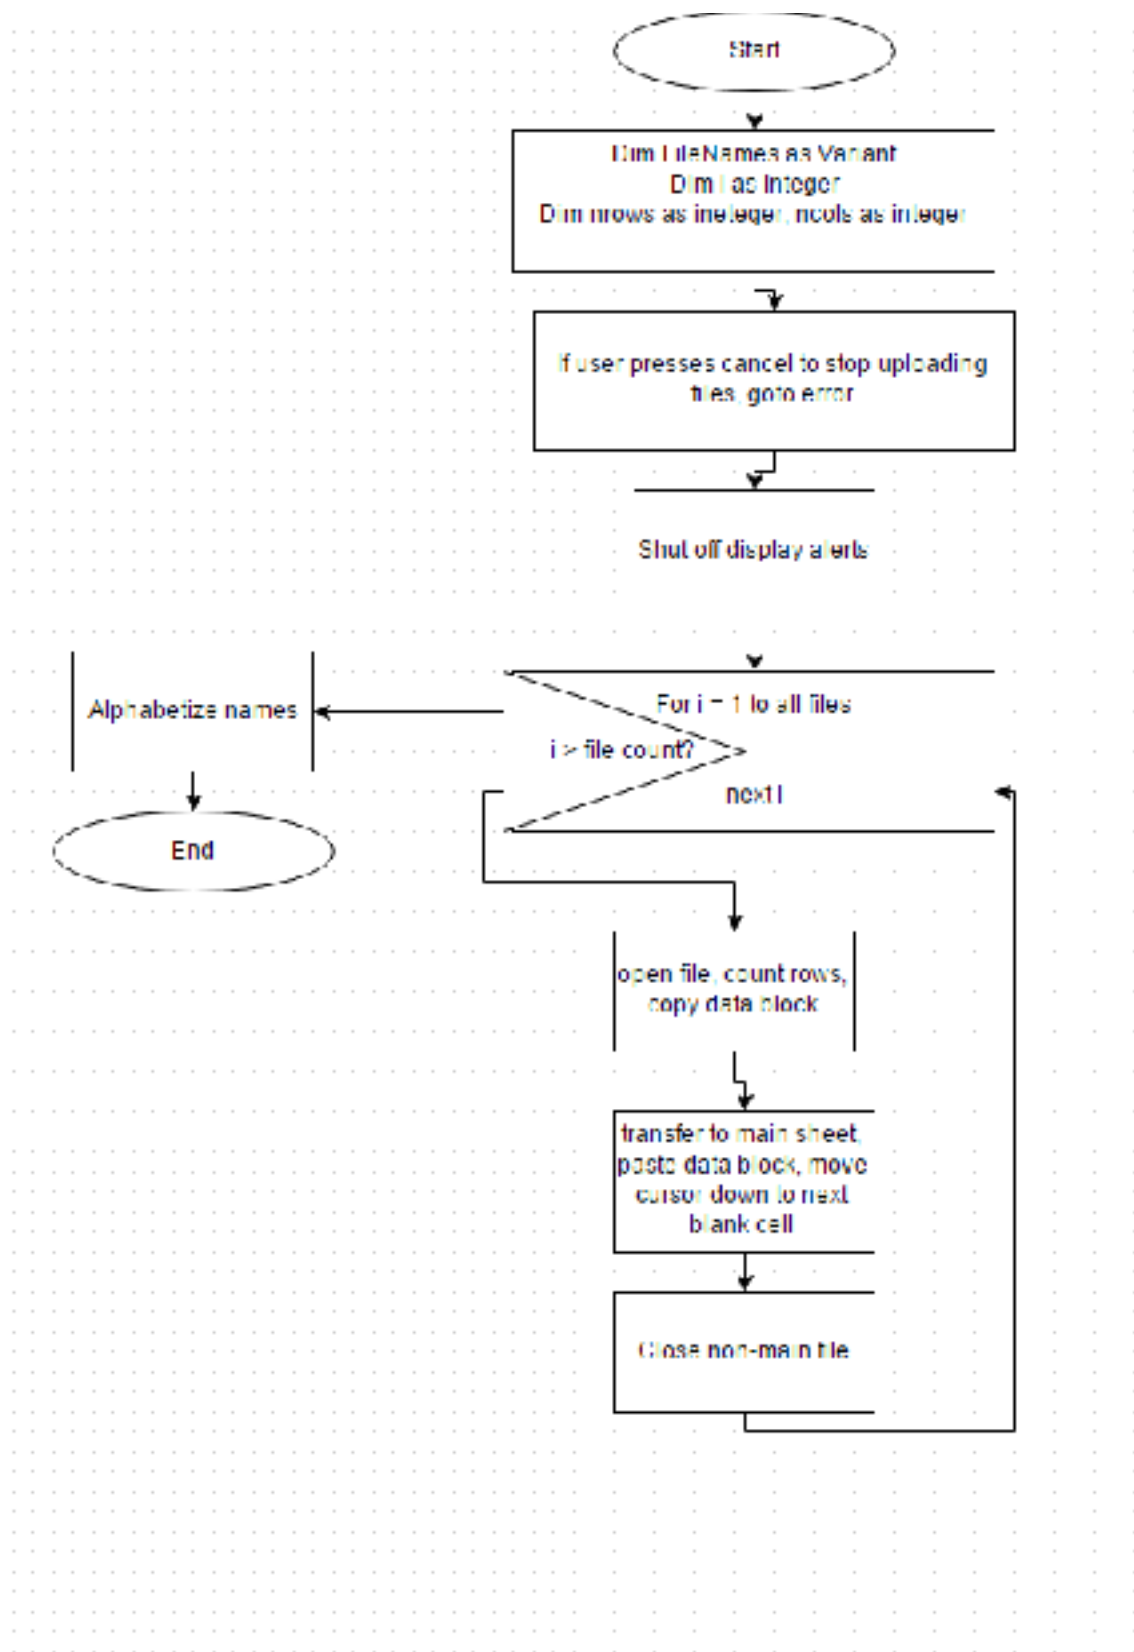 Start
Dim FileNames as Variant
Dim i as Integer
Dim nrows as ineteger, ncols as integer
If user presses cancel to stop uploading
files, goto error
Shut off display alerts
For i = 1 to all files
i > file count?
next i
Alphabetize names
End
open file, count rows,
copy data block
transfer to main sheet,
paste data block, move
cursor down to next
blank cell
Close non-main file